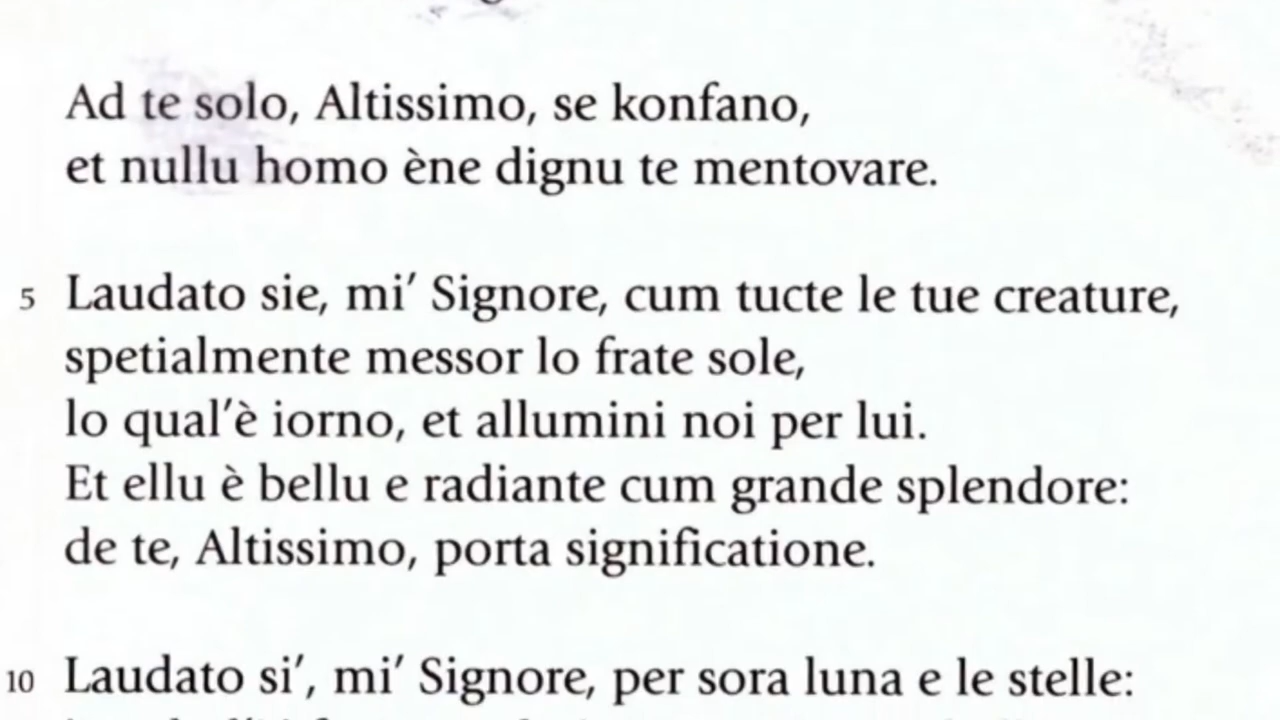 Ad te solo, Altissimo, se konfano,
et nullu homo ène dignu te mentovare.
5 Laudato sie, mi’ Signore, cum tucte le tue creature,
spetialmente messor lo frate sole,
lo qual’è iorno, et allumini noi per lui.
Et ellu è bellu e radiante cum grande splendore:
de te, Altissimo, porta significatione.
10 Laudato si’, mi’ Signore, per sora luna e le stelle: